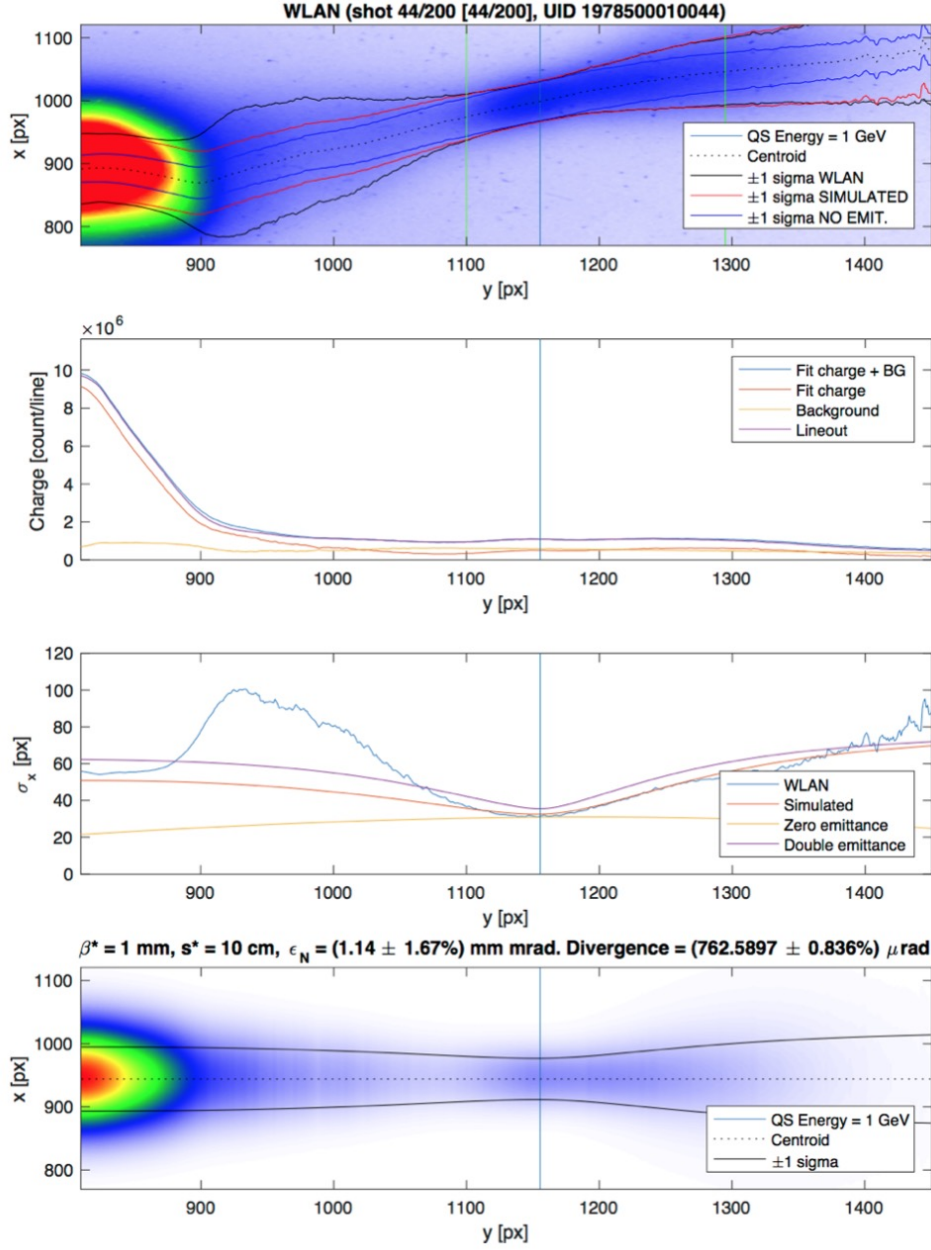 WLAN (shot 44/200 [44/200], UID 1978500010044)
1100
1000
900
800
x [px]
QS Energy = 1 GeV
Centroid
±1 sigma WLAN
±1 sigma SIMULATED
±1 sigma NO EMIT.
900 1000 1100 1200 1300 1400
y [px]
×10⁶
10
8
6
4
2
0
Charge [count/line]
Fit charge + BG
Fit charge
Background
Lineout
900 1000 1100 1200 1300 1400
y [px]
120
100
80
60
40
20
0
σx [px]
WLAN
Simulated
Zero emittance
Double emittance
900 1000 1100 1200 1300 1400
y [px]
β* = 1 mm, s* = 10 cm, ϵN = (1.14 ± 1.67%) mm mrad. Divergence = (762.5897 ± 0.836%) μrad
1100
1000
900
800
x [px]
QS Energy = 1 GeV
Centroid
±1 sigma
900 1000 1100 1200 1300 1400
y [px]